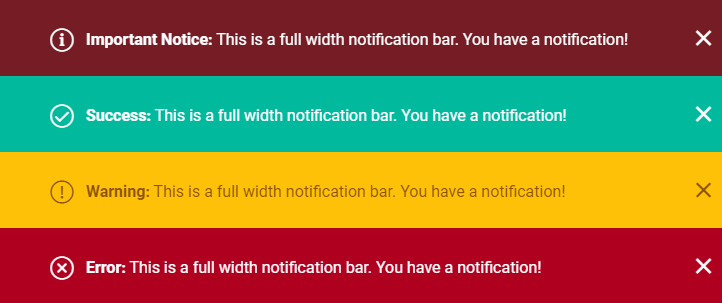 Important Notice: This is a full width notification bar. You have a notification!
Success: This is a full width notification bar. You have a notification!
Warning: This is a full width notification bar. You have a notification!
Error: This is a full width notification bar. You have a notification!